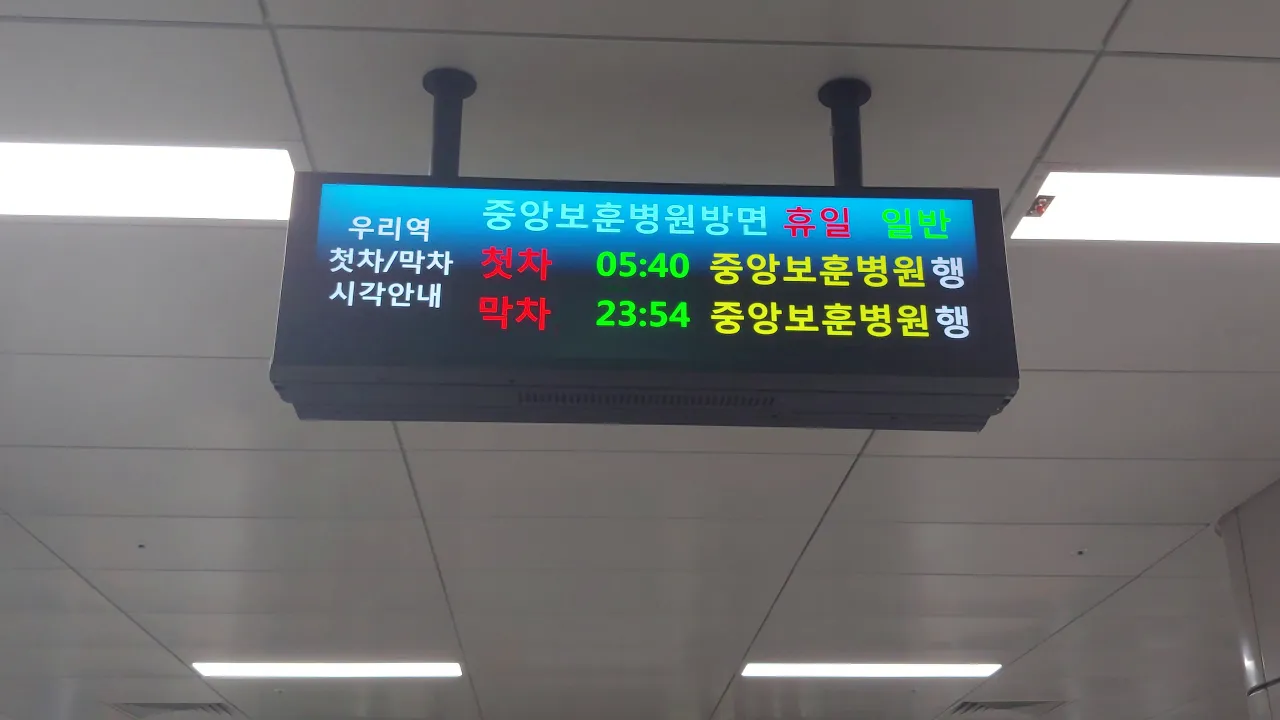 우리역
첫차/막차
시각안내
중앙보훈병원방면 휴일 일반
첫차 05:40 중앙보훈병원행
막차 23:54 중앙보훈병원행